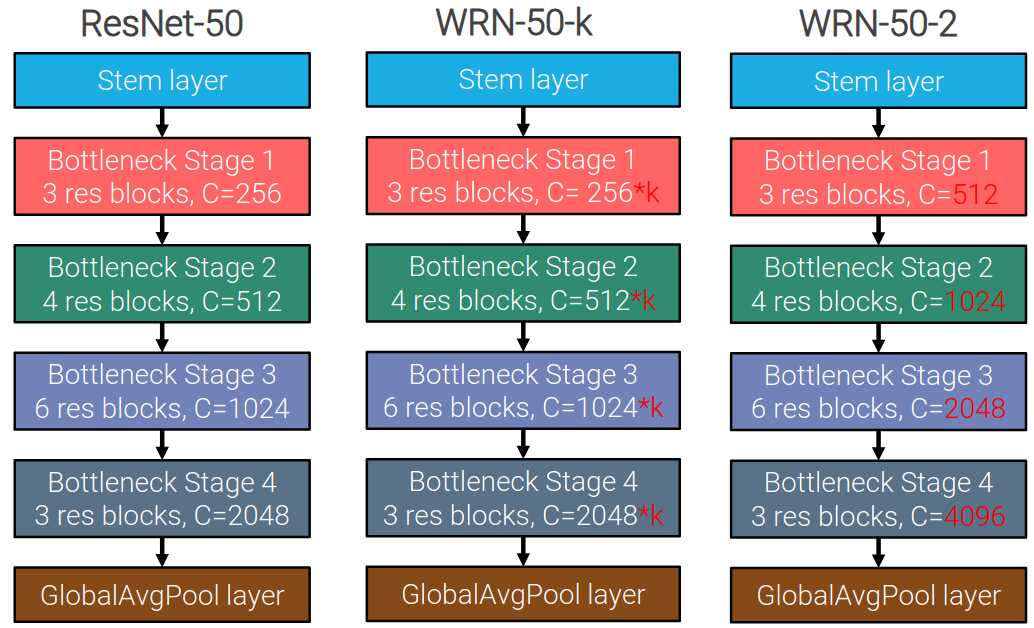 ResNet-50
Stem layer
Bottleneck Stage 1
3 res blocks, C=256
Bottleneck Stage 2
4 res blocks, C=512
Bottleneck Stage 3
6 res blocks, C=1024
Bottleneck Stage 4
3 res blocks, C=2048
GlobalAvgPool layer
WRN-50-k
Stem layer
Bottleneck Stage 1
3 res blocks, C= 256*k
Bottleneck Stage 2
4 res blocks, C=512*k
Bottleneck Stage 3
6 res blocks, C=1024*k
Bottleneck Stage 4
3 res blocks, C=2048*k
GlobalAvgPool layer
WRN-50-2
Stem layer
Bottleneck Stage 1
3 res blocks, C=512
Bottleneck Stage 2
4 res blocks, C=1024
Bottleneck Stage 3
6 res blocks, C=2048
Bottleneck Stage 4
3 res blocks, C=4096
GlobalAvgPool layer